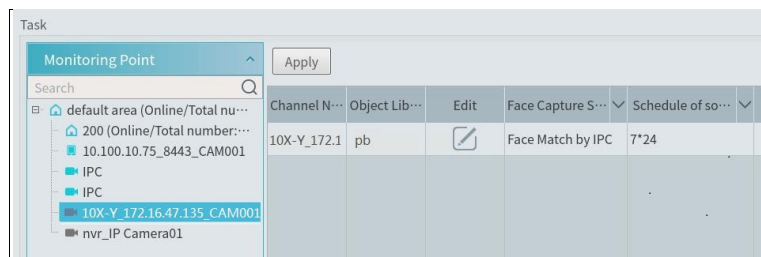 Task
Monitoring Point
Apply
Search
Channel N··· Object Lib··· Edit Face Capture S··· Schedule of so···
default area (Online/Total nu···
200 (Online/Total number:···
10X-Y_172.1 pb Face Match by IPC 7*24
10.100.10.75_8443_CAM001
IPC
IPC
10X-Y_172.16.47.135_CAM001
nvr_IP Camera01